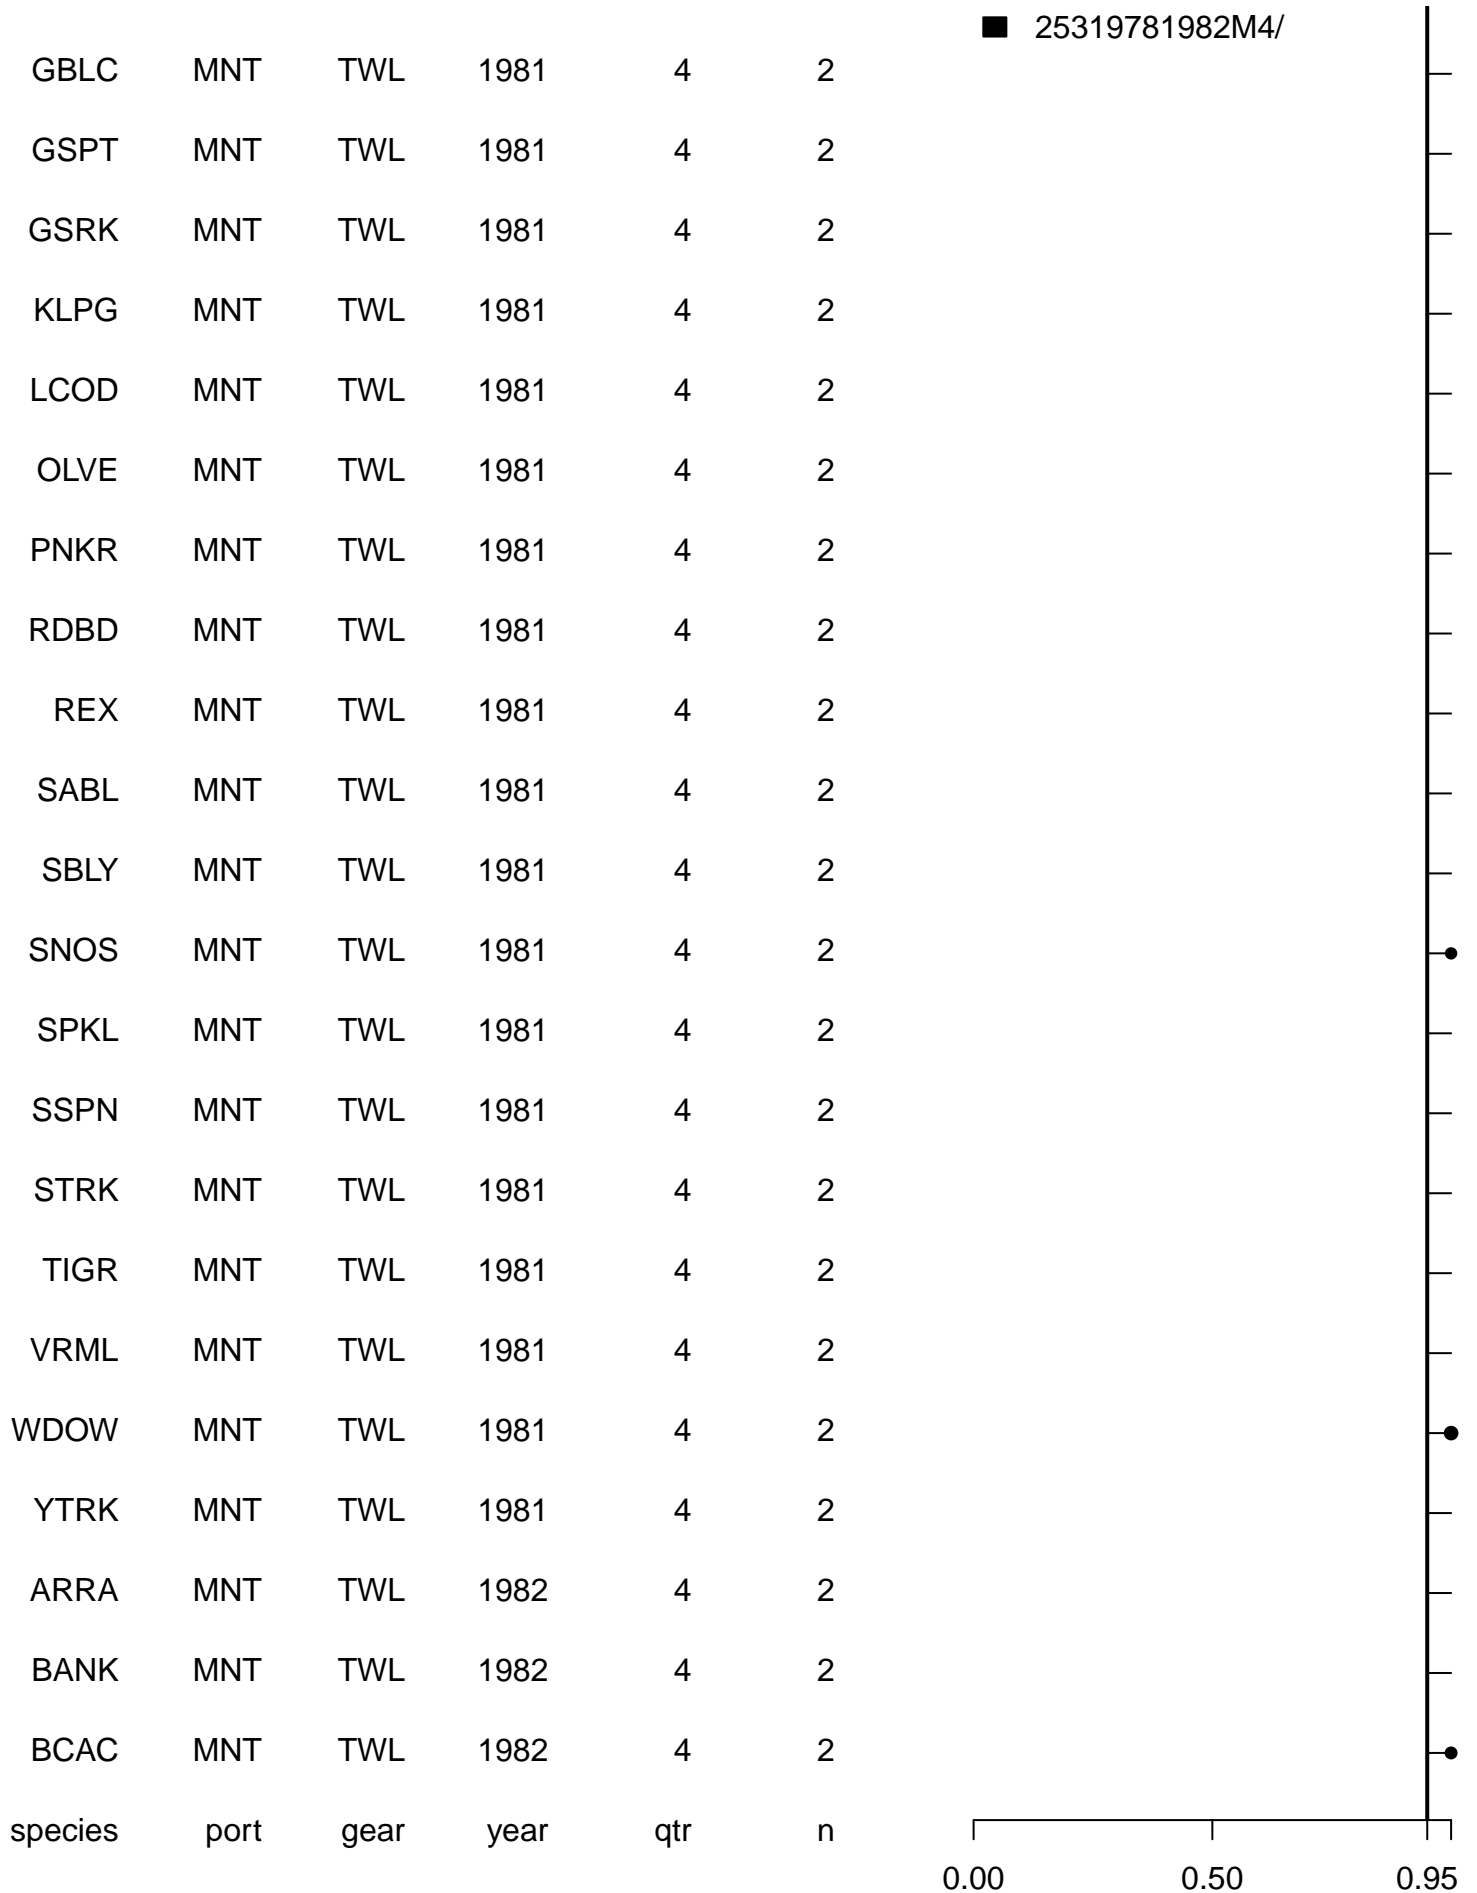 25319781982M4/
GBLC MNT TWL 1981 4 2
GSPT MNT TWL 1981 4 2
GSRK MNT TWL 1981 4 2
KLPG MNT TWL 1981 4 2
LCOD MNT TWL 1981 4 2
OLVE MNT TWL 1981 4 2
PNKR MNT TWL 1981 4 2
RDBD MNT TWL 1981 4 2
REX MNT TWL 1981 4 2
SABL MNT TWL 1981 4 2
SBLY MNT TWL 1981 4 2
SNOS MNT TWL 1981 4 2
SPKL MNT TWL 1981 4 2
SSPN MNT TWL 1981 4 2
STRK MNT TWL 1981 4 2
TIGR MNT TWL 1981 4 2
VRML MNT TWL 1981 4 2
WDOW MNT TWL 1981 4 2
YTRK MNT TWL 1981 4 2
ARRA MNT TWL 1982 4 2
BANK MNT TWL 1982 4 2
BCAC MNT TWL 1982 4 2
species port gear year qtr n
0.00 0.50 0.95